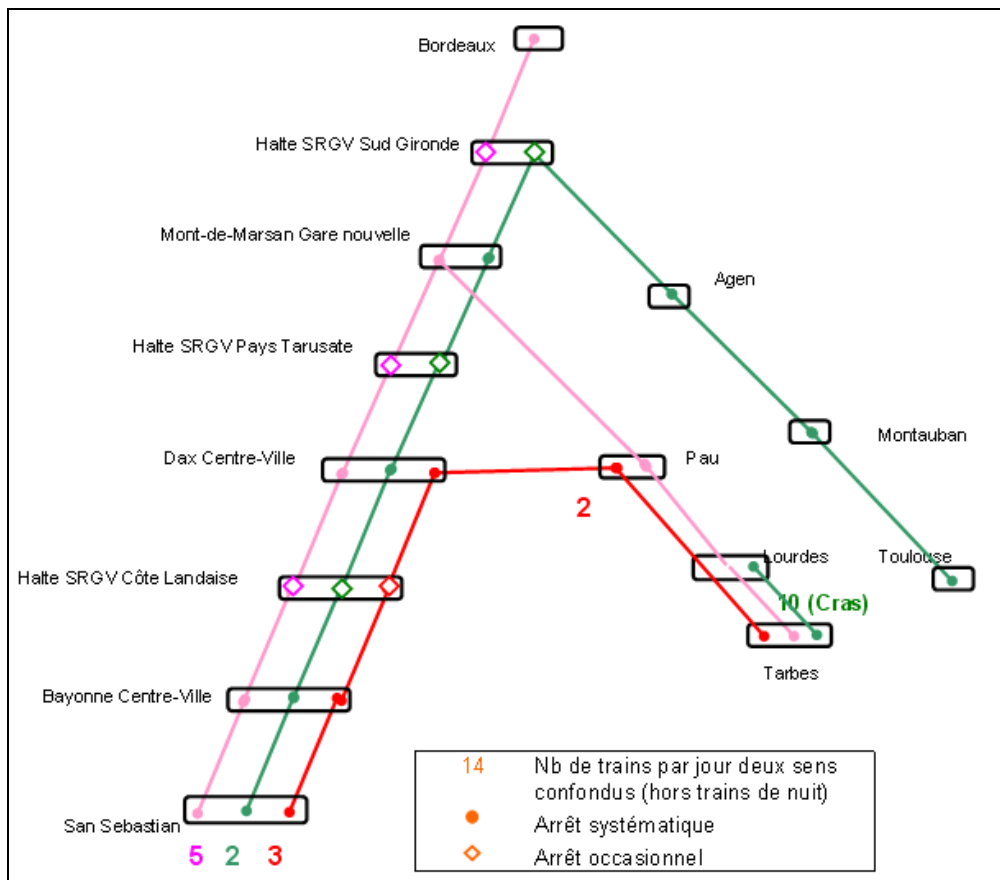 Bordeaux
Halte SRGV Sud Gironde
Mont-de-Marsan Gare nouvelle
Agen
Halte SRGV Pays Tarusate
Montauban
Dax Centre-Ville
Pau
2
Lourdes
Toulouse
Halte SRGV Côte Landaise
10 (Cras)
Tarbes
Bayonne Centre-Ville
San Sebastian
5 2 3
14 Nb de trains par jour deux sens
confondus (hors trains de nuit)
Arrêt systématique
Arrêt occasionnel